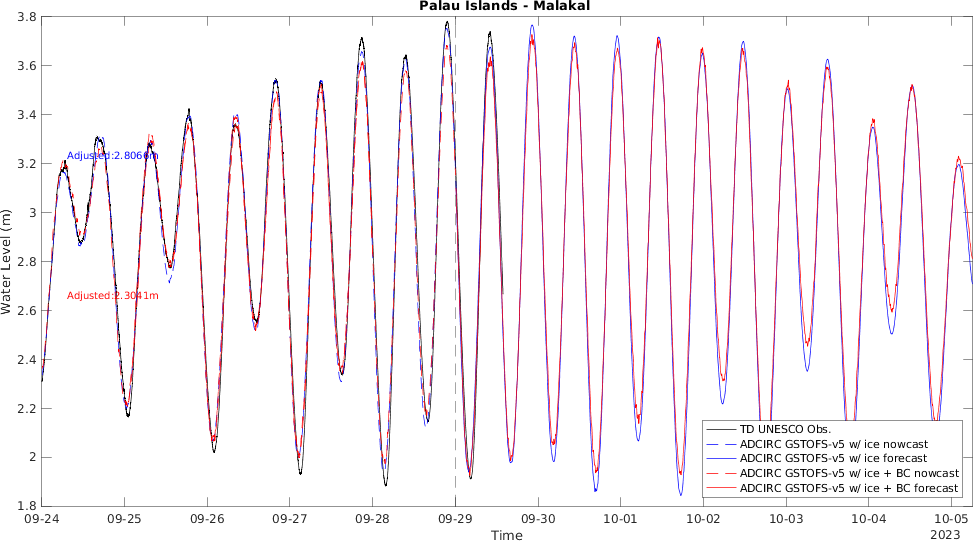 Palau Islands - Malakal
Water Level (m)
3.8
3.6
3.4
3.2
3
2.8
2.6
2.4
2.2
2
1.8
Adjusted:2.8066m
Adjusted:2.3041m
TD UNESCO Obs.
ADCIRC GSTOFS-v5 w/ ice nowcast
ADCIRC GSTOFS-v5 w/ ice forecast
ADCIRC GSTOFS-v5 w/ ice + BC nowcast
ADCIRC GSTOFS-v5 w/ ice + BC forecast
09-24 09-25 09-26 09-27 09-28 09-29 09-30 10-01 10-02 10-03 10-04 10-05
2023
Time